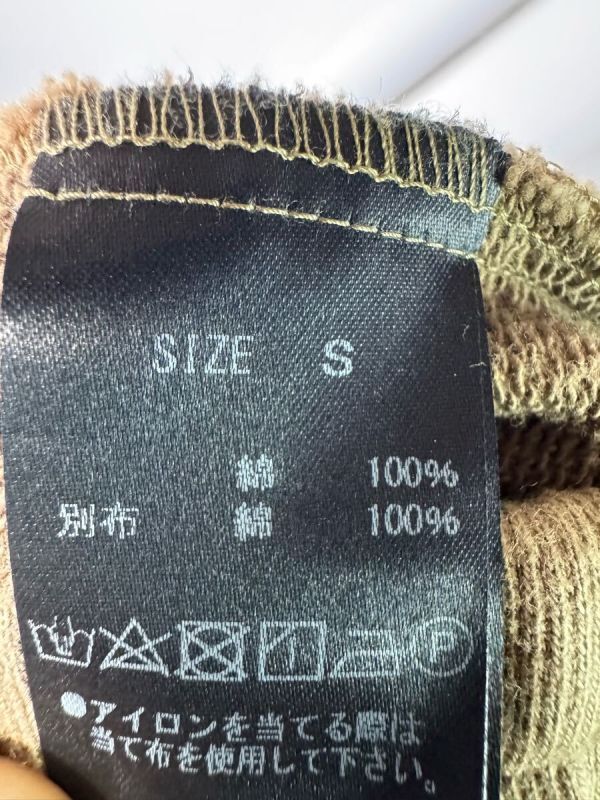 SIZE S
綿 100%
別布 綿 100%
P
●アイロンを当てる際は
当て布を使用して下さい。